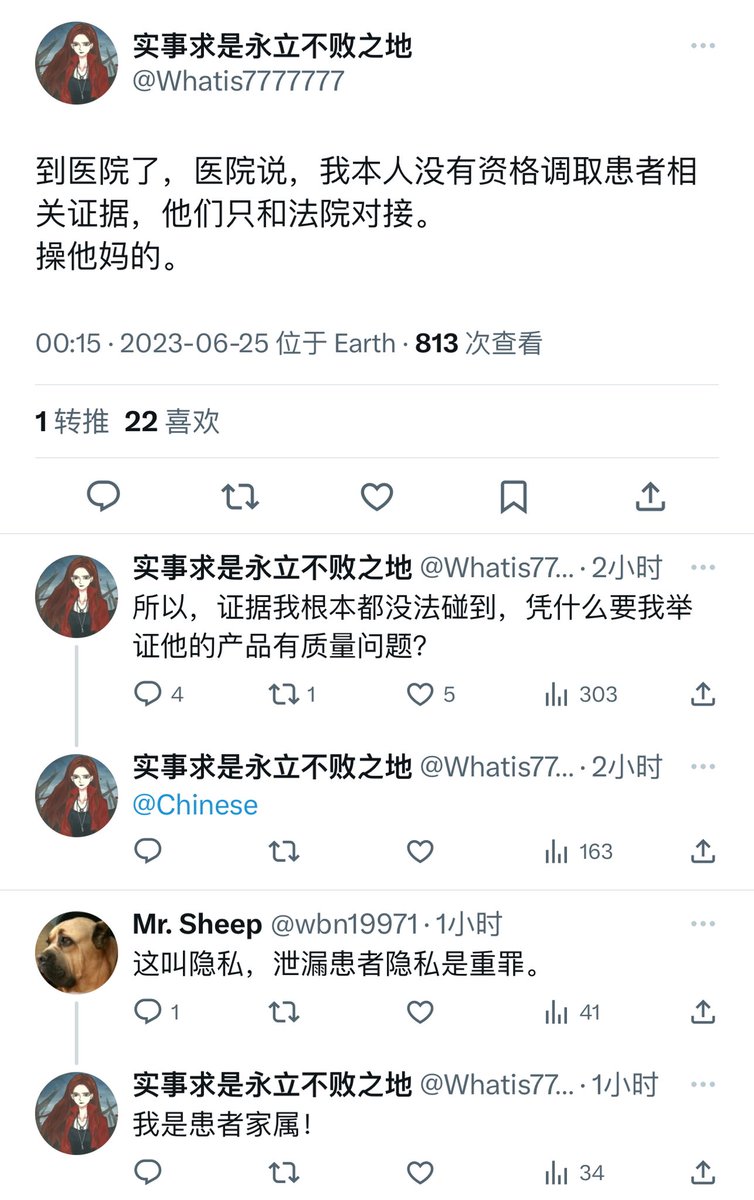 实事求是永立不败之地
@Whatis7777777
到医院了，医院说，我本人没有资格调取患者相
关证据，他们只和法院对接。
操他妈的。
00:15 · 2023-06-25 位于 Earth · 813 次查看
1 转推 22 喜欢
实事求是永立不败之地 @Whatis77... · 2小时
所以，证据我根本都没法碰到，凭什么要我举
证他的产品有质量问题？
4 1 5 303
实事求是永立不败之地 @Whatis77... · 2小时
@Chinese
163
Mr. Sheep @wbn19971 · 1小时
这叫隐私，泄漏患者隐私是重罪。
1 41
实事求是永立不败之地 @Whatis77... · 1小时
我是患者家属！
34